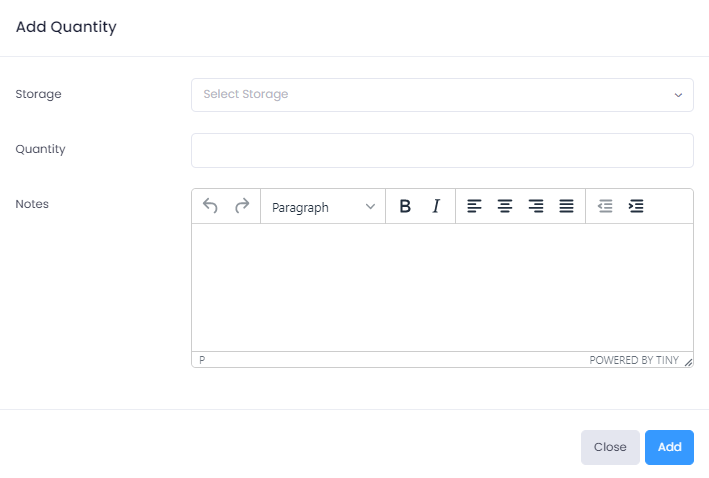 Add Quantity
Storage
Select Storage
Quantity
Notes
Paragraph
B I
P
POWERED BY TINY
Close
Add